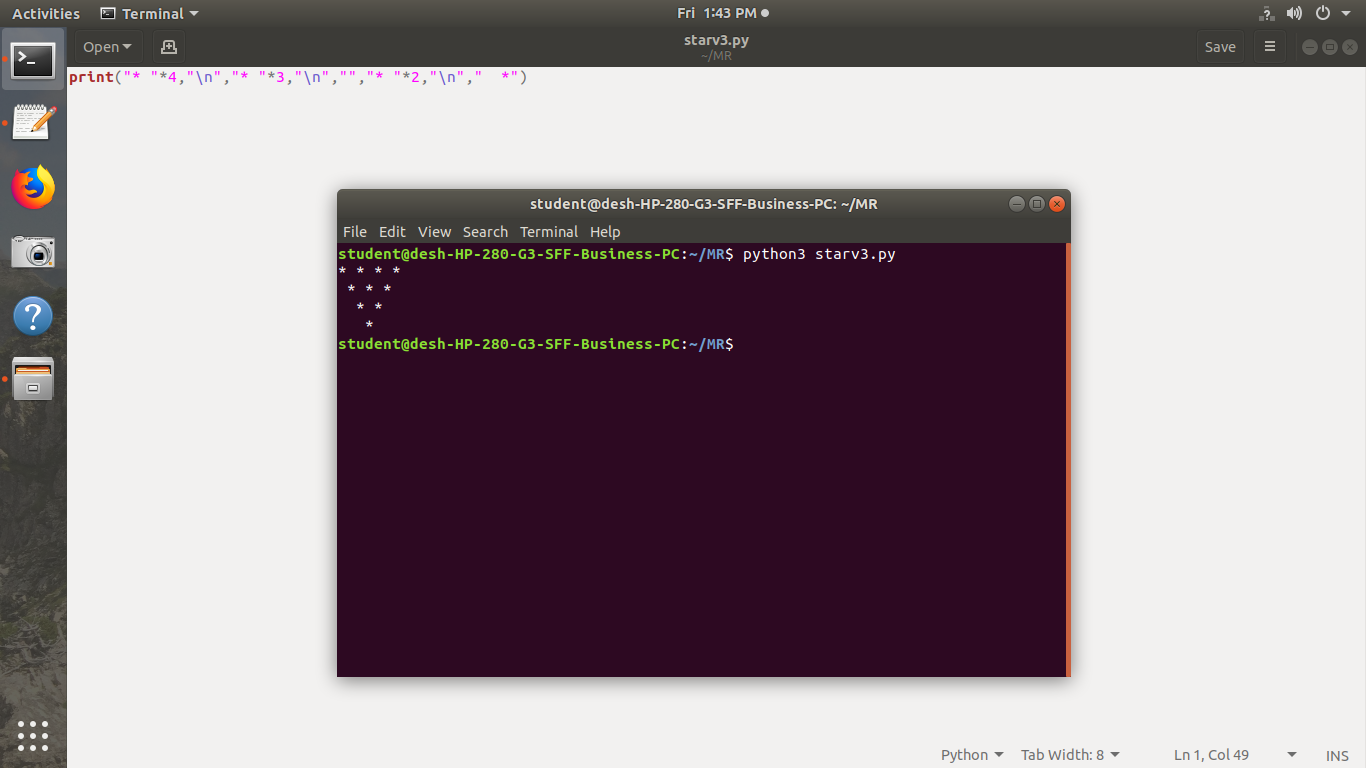 Activities Terminal Fri 1:43 PM
Open starv3.py Save
~/MR
print("* "*4,"\n","* "*3,"\n","","* "*2,"\n","  *")
student@desh-HP-280-G3-SFF-Business-PC: ~/MR
File Edit View Search Terminal Help
student@desh-HP-280-G3-SFF-Business-PC:~/MR$ python3 starv3.py
* * * *
 * * *
  * *
   *
student@desh-HP-280-G3-SFF-Business-PC:~/MR$
Python Tab Width: 8 Ln 1, Col 49 INS